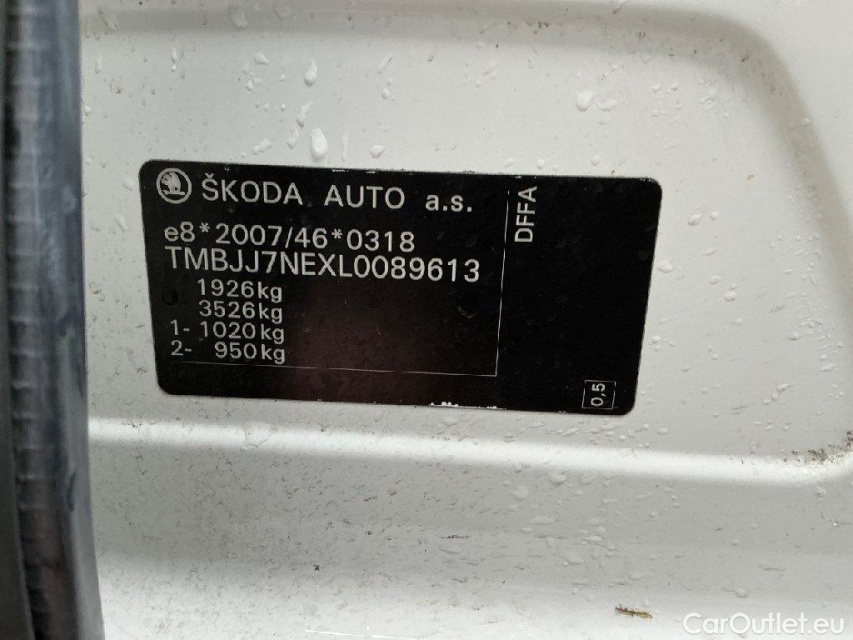 ŠKODA AUTO a.s.
DFFA
e8*2007/46*0318
TMBJJ7NEXL0089613
1926kg
3526kg
1- 1020kg
2- 950kg
0,5
CarOutlet.eu